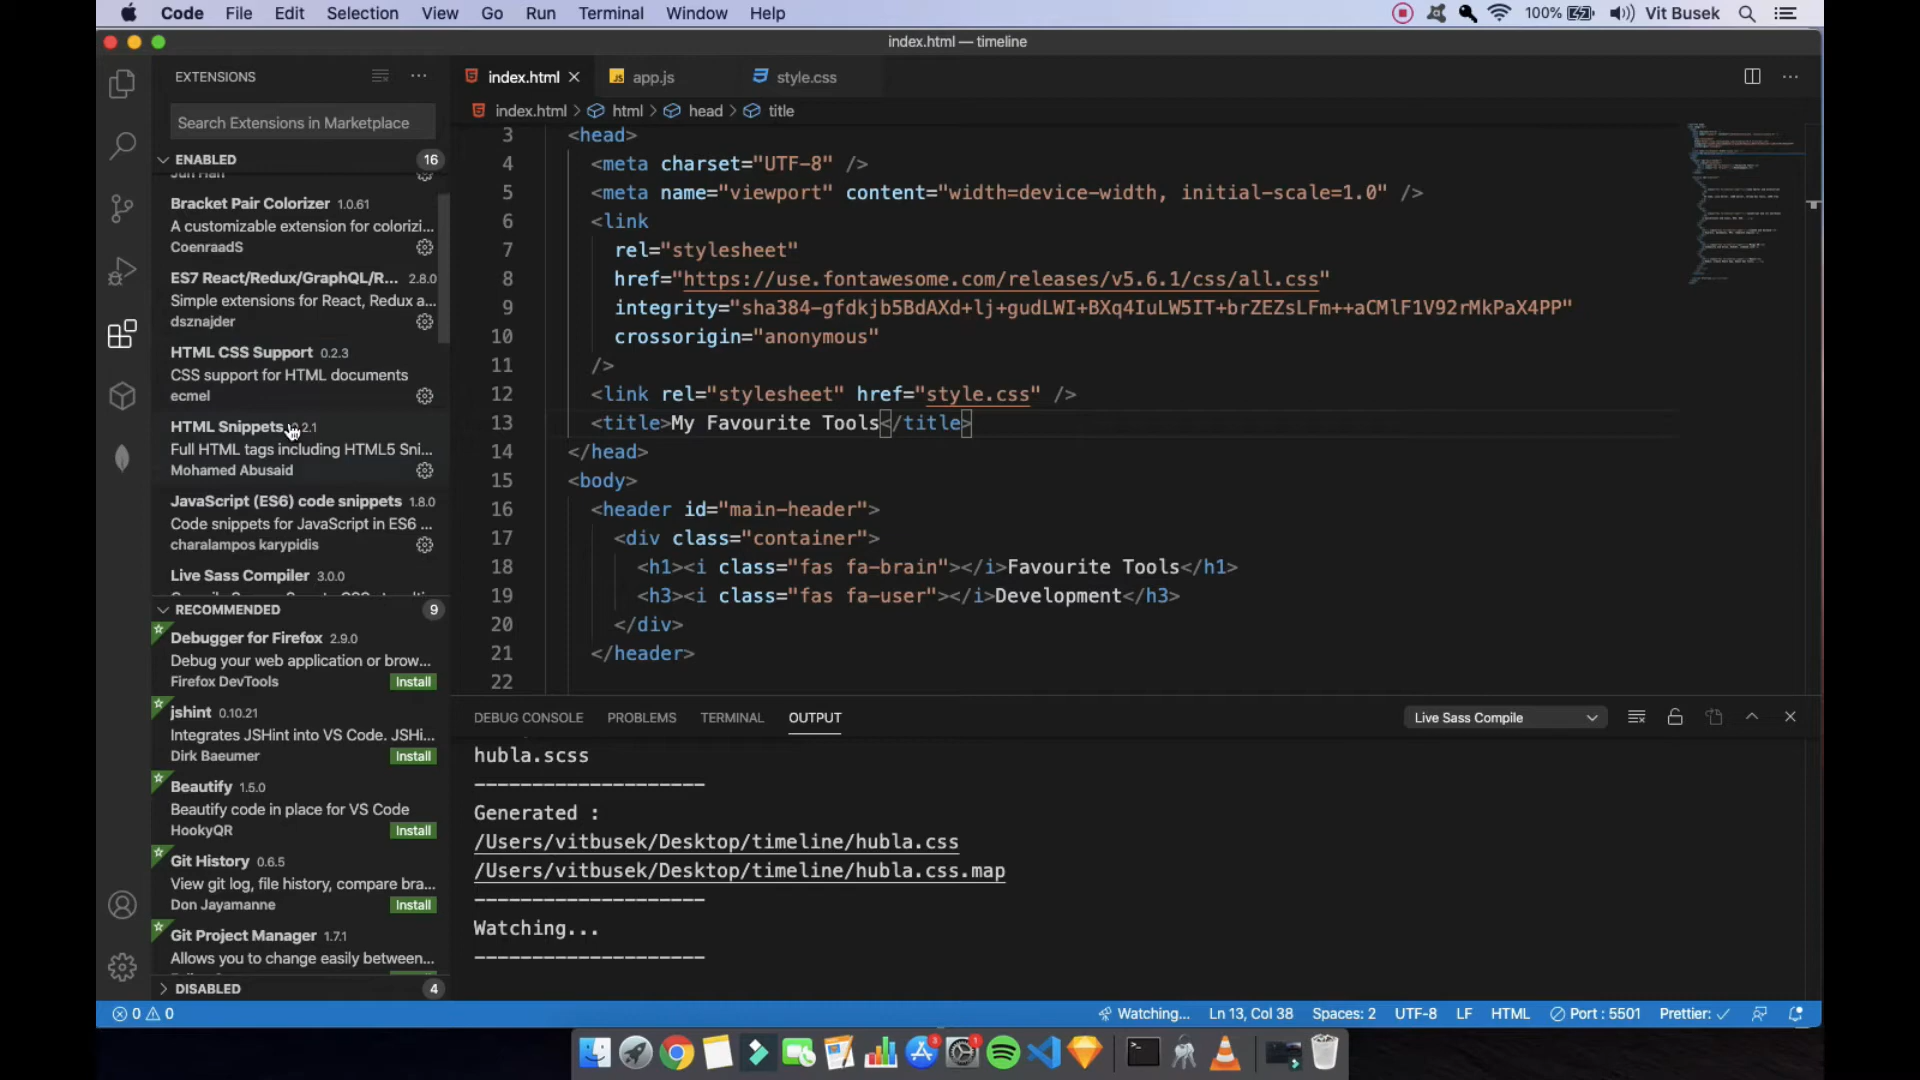 Code File Edit Selection View Go Run Terminal Window Help
100% Vit Busek
index.html — timeline
EXTENSIONS
Search Extensions in Marketplace
ENABLED 16
Jun Han
Bracket Pair Colorizer 1.0.61
A customizable extension for colorizi...
CoenraadS
ES7 React/Redux/GraphQL/R... 2.8.0
Simple extensions for React, Redux a...
dsznajder
HTML CSS Support 0.2.3
CSS support for HTML documents
ecmel
HTML Snippets 0.2.1
Full HTML tags including HTML5 Sni...
Mohamed Abusaid
JavaScript (ES6) code snippets 1.8.0
Code snippets for JavaScript in ES6 ...
charalampos karypidis
Live Sass Compiler 3.0.0
RECOMMENDED 9
Debugger for Firefox 2.9.0
Debug your web application or brow...
Firefox DevTools Install
jshint 0.10.21
Integrates JSHint into VS Code. JSHi...
Dirk Baeumer Install
Beautify 1.5.0
Beautify code in place for VS Code
HookyQR Install
Git History 0.6.5
View git log, file history, compare bra...
Don Jayamanne Install
Git Project Manager 1.7.1
Allows you to change easily between...
DISABLED 4
index.html app.js style.css
index.html > html > head > title
3 <head>
4 <meta charset="UTF-8" />
5 <meta name="viewport" content="width=device-width, initial-scale=1.0" />
6 <link
7 rel="stylesheet"
8 href="https://use.fontawesome.com/releases/v5.6.1/css/all.css"
9 integrity="sha384-gfdkjb5BdAXd+lj+gudLWI+BXq4IuLW5IT+brZEZsLFm++aCMlF1V92rMkPaX4PP"
10 crossorigin="anonymous"
11 />
12 <link rel="stylesheet" href="style.css" />
13 <title>My Favourite Tools</title>
14 </head>
15 <body>
16 <header id="main-header">
17 <div class="container">
18 <h1><i class="fas fa-brain"></i>Favourite Tools</h1>
19 <h3><i class="fas fa-user"></i>Development</h3>
20 </div>
21 </header>
22
DEBUG CONSOLE PROBLEMS TERMINAL OUTPUT Live Sass Compile
hubla.scss
--------------------
Generated :
/Users/vitbusek/Desktop/timeline/hubla.css
/Users/vitbusek/Desktop/timeline/hubla.css.map
--------------------
Watching...
--------------------
0 0 Watching... Ln 13, Col 38 Spaces: 2 UTF-8 LF HTML Port : 5501 Prettier: ✓
3 1